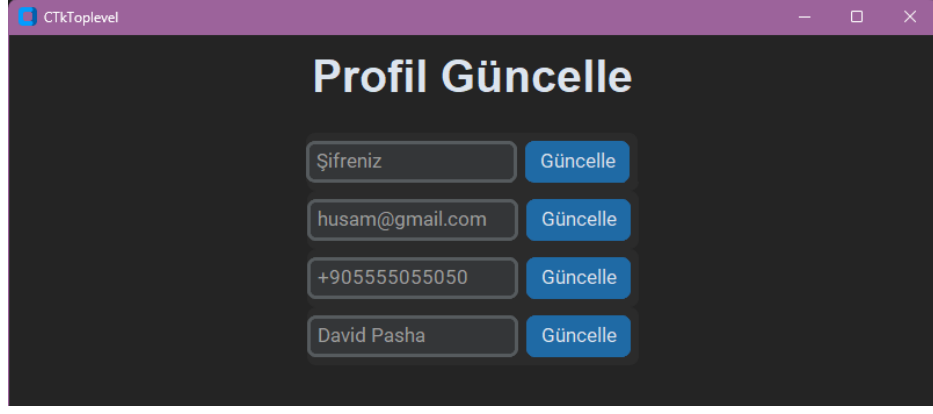 CTkToplevel
Profil Güncelle
Şifreniz Güncelle
husam@gmail.com Güncelle
+905555055050 Güncelle
David Pasha Güncelle